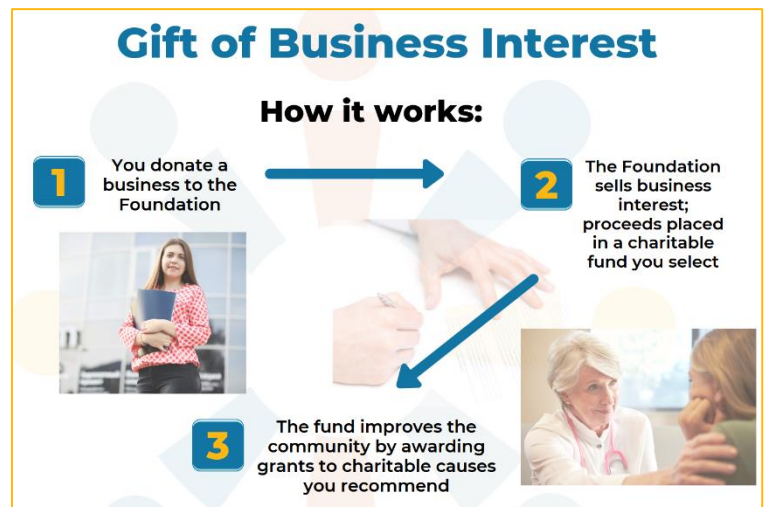 Gift of Business Interest
How it works:
1
You donate a
business to the
Foundation
2
The Foundation
sells business
interest;
proceeds placed
in a charitable
fund you select
3
The fund improves the
community by awarding
grants to charitable causes
you recommend